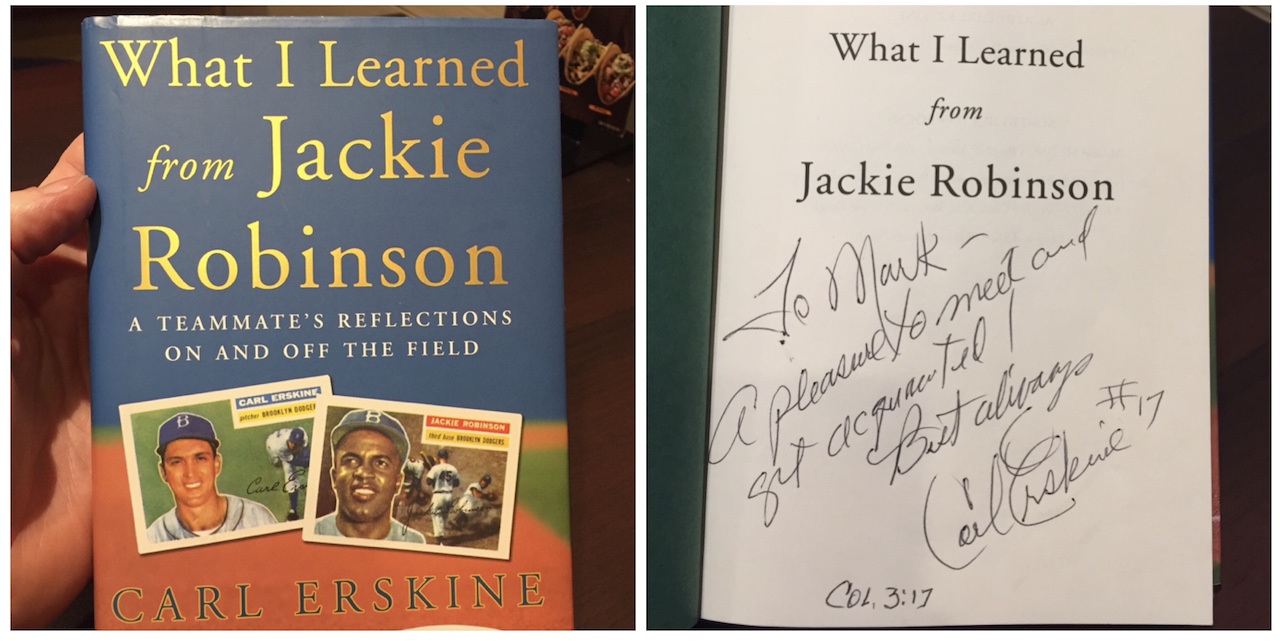 What I Learned
from Jackie
Robinson
A TEAMMATE'S REFLECTIONS
ON AND OFF THE FIELD
CARL ERSKINE
pitcher BROOKLYN DODGERS
Carl Er
JACKIE ROBINSON
third base BROOKLYN DODGERS
CARL ERSKINE
What I Learned
from
Jackie Robinson
To Mark –
A pleasure to meet and
get acquainted!
Best always
Carl Erskine #17
COL. 3:17